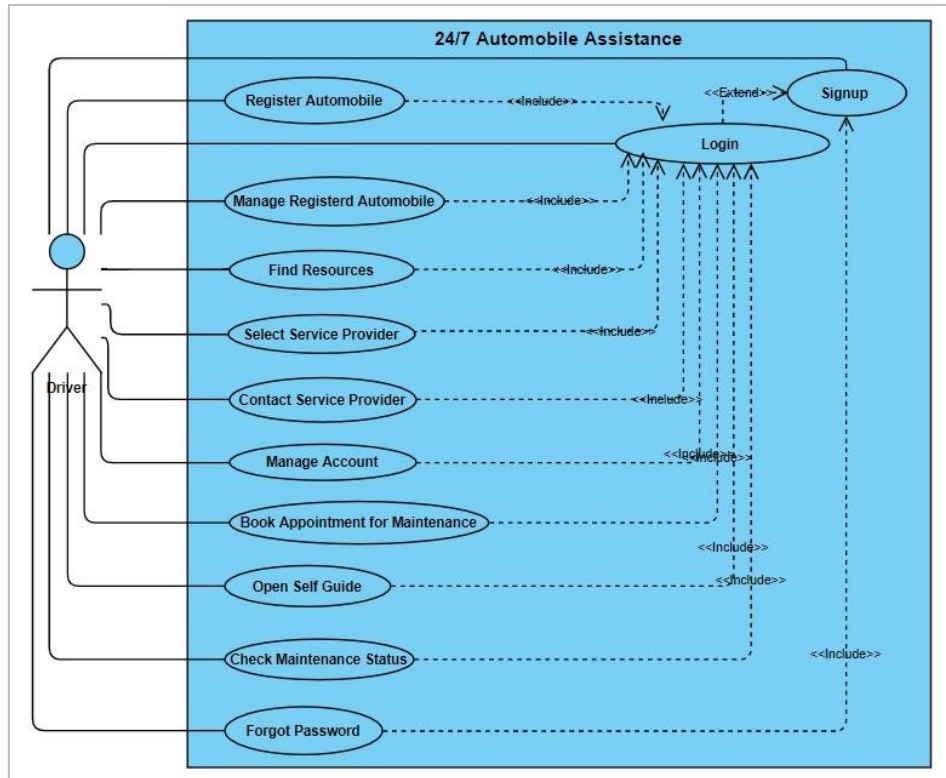 24/7 Automobile Assistance
Register Automobile
<<Include>>
<<Extend>>
Signup
Login
Manage Registerd Automobile
<<Include>>
Find Resources
<<Include>>
Select Service Provider
<<Include>>
Driver
Contact Service Provider
<<Include>>
Manage Account
<<Include>>
<<Include>>
Book Appointment for Maintenance
<<Include>>
Open Self Guide
<<Include>>
Check Maintenance Status
<<Include>>
Forgot Password